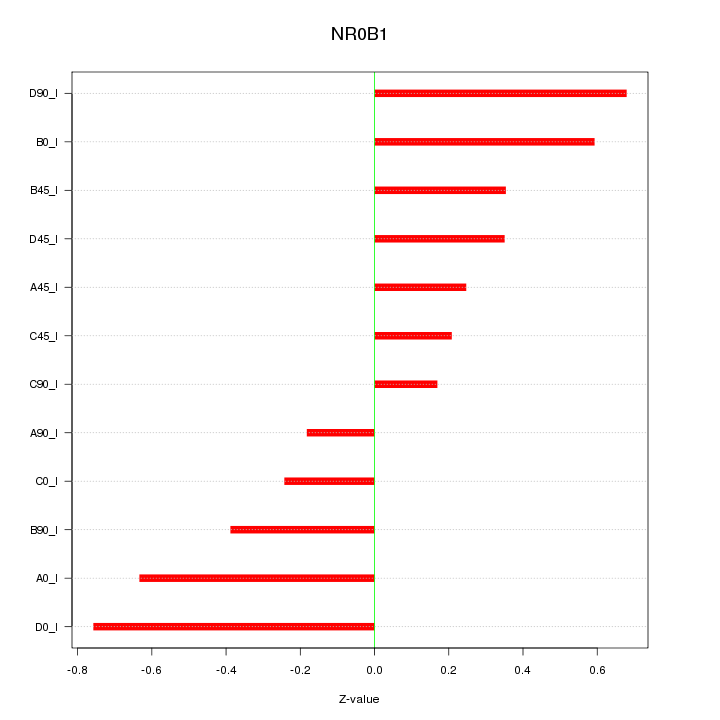 NR0B1
D90_I
B0_I
B45_I
D45_I
A45_I
C45_I
C90_I
A90_I
C0_I
B90_I
A0_I
D0_I
-0.8 -0.6 -0.4 -0.2 0.0 0.2 0.4 0.6
Z-value